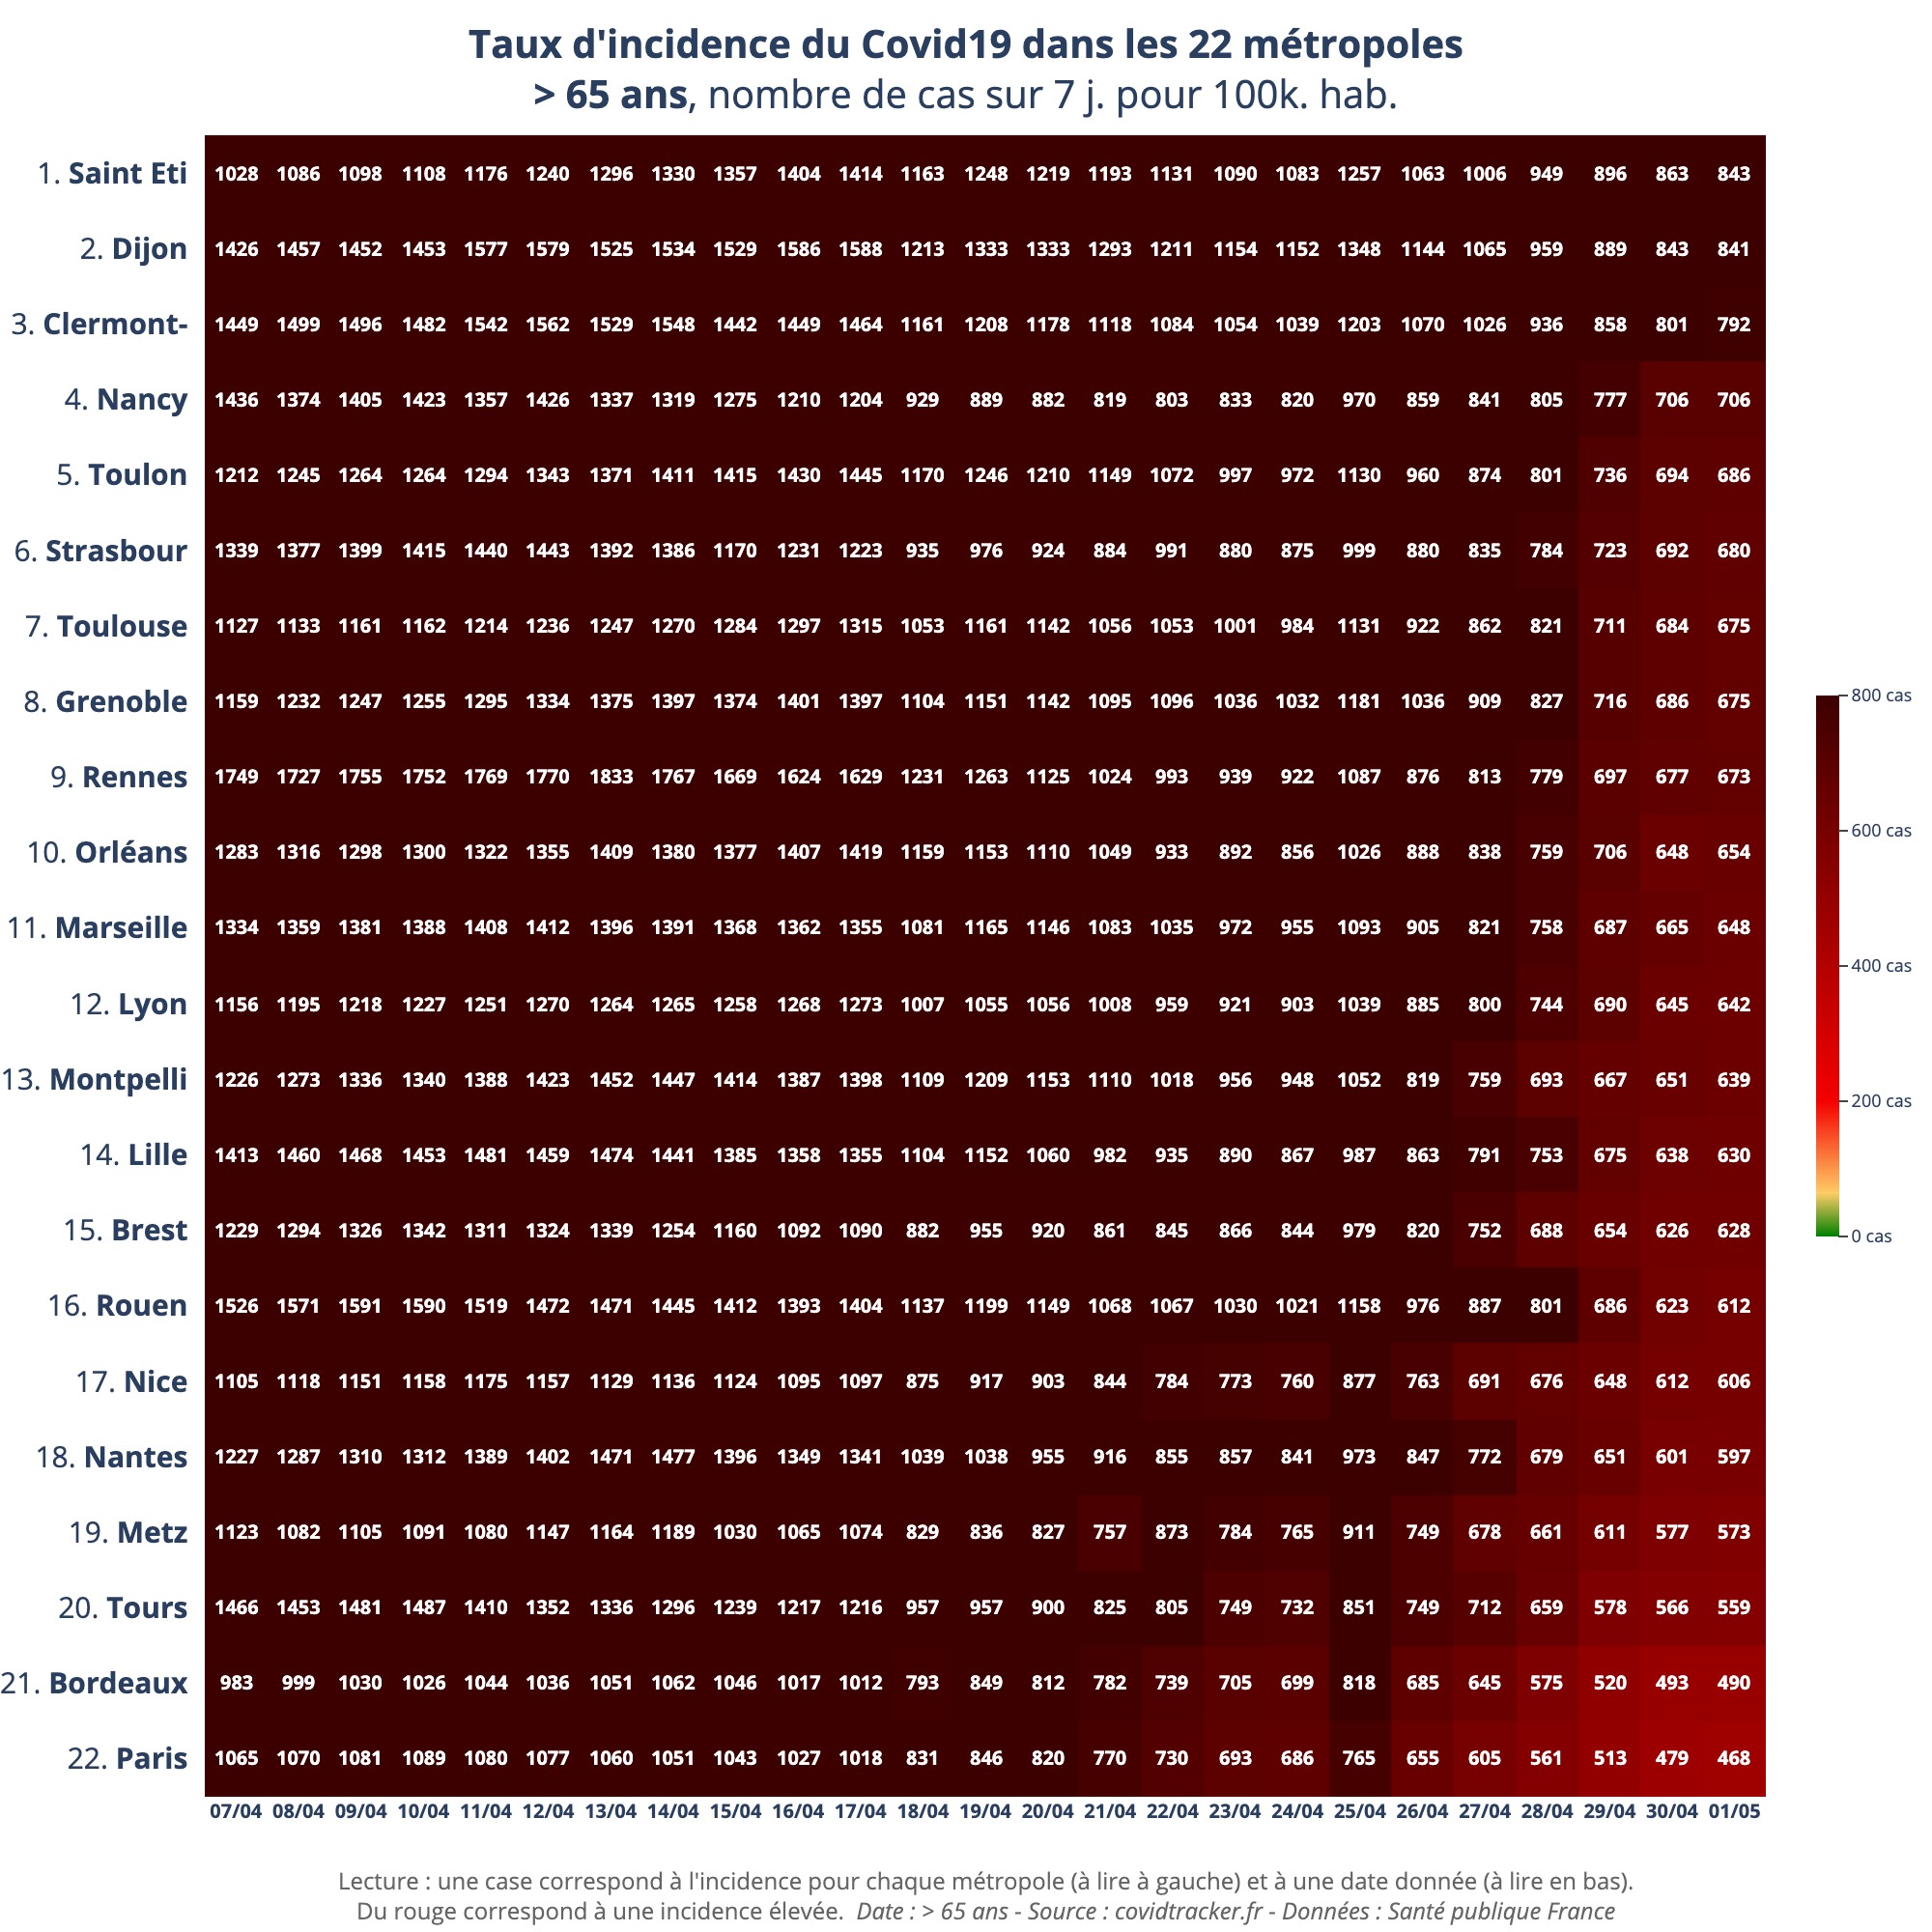 Taux d'incidence du Covid19 dans les 22 métropoles
> 65 ans, nombre de cas sur 7 j. pour 100k. hab.
1. Saint Eti 1028 1086 1098 1108 1176 1240 1296 1330 1357 1404 1414 1163 1248 1219 1193 1131 1090 1083 1257 1063 1006 949 896 863 843
2. Dijon 1426 1457 1452 1453 1577 1579 1525 1534 1529 1586 1588 1213 1333 1333 1293 1211 1154 1152 1348 1144 1065 959 889 843 841
3. Clermont- 1449 1499 1496 1482 1542 1562 1529 1548 1442 1449 1464 1161 1208 1178 1118 1084 1054 1039 1203 1070 1026 936 858 801 792
4. Nancy 1436 1374 1405 1423 1357 1426 1337 1319 1275 1210 1204 929 889 882 819 803 833 820 970 859 841 805 777 706 706
5. Toulon 1212 1245 1264 1264 1294 1343 1371 1411 1415 1430 1445 1170 1246 1210 1149 1072 997 972 1130 960 874 801 736 694 686
6. Strasbour 1339 1377 1399 1415 1440 1443 1392 1386 1170 1231 1223 935 976 924 884 991 880 875 999 880 835 784 723 692 680
7. Toulouse 1127 1133 1161 1162 1214 1236 1247 1270 1284 1297 1315 1053 1161 1142 1056 1053 1001 984 1131 922 862 821 711 684 675
8. Grenoble 1159 1232 1247 1255 1295 1334 1375 1397 1374 1401 1397 1104 1151 1142 1095 1096 1036 1032 1181 1036 909 827 716 686 675
9. Rennes 1749 1727 1755 1752 1769 1770 1833 1767 1669 1624 1629 1231 1263 1125 1024 993 939 922 1087 876 813 779 697 677 673
10. Orléans 1283 1316 1298 1300 1322 1355 1409 1380 1377 1407 1419 1159 1153 1110 1049 933 892 856 1026 888 838 759 706 648 654
11. Marseille 1334 1359 1381 1388 1408 1412 1396 1391 1368 1362 1355 1081 1165 1146 1083 1035 972 955 1093 905 821 758 687 665 648
12. Lyon 1156 1195 1218 1227 1251 1270 1264 1265 1258 1268 1273 1007 1055 1056 1008 959 921 903 1039 885 800 744 690 645 642
13. Montpelli 1226 1273 1336 1340 1388 1423 1452 1447 1414 1387 1398 1109 1209 1153 1110 1018 956 948 1052 819 759 693 667 651 639
14. Lille 1413 1460 1468 1453 1481 1459 1474 1441 1385 1358 1355 1104 1152 1060 982 935 890 867 987 863 791 753 675 638 630
15. Brest 1229 1294 1326 1342 1311 1324 1339 1254 1160 1092 1090 882 955 920 861 845 866 844 979 820 752 688 654 626 628
16. Rouen 1526 1571 1591 1590 1519 1472 1471 1445 1412 1393 1404 1137 1199 1149 1068 1067 1030 1021 1158 976 887 801 686 623 612
17. Nice 1105 1118 1151 1158 1175 1157 1129 1136 1124 1095 1097 875 917 903 844 784 773 760 877 763 691 676 648 612 606
18. Nantes 1227 1287 1310 1312 1389 1402 1471 1477 1396 1349 1341 1039 1038 955 916 855 857 841 973 847 772 679 651 601 597
19. Metz 1123 1082 1105 1091 1080 1147 1164 1189 1030 1065 1074 829 836 827 757 873 784 765 911 749 678 661 611 577 573
20. Tours 1466 1453 1481 1487 1410 1352 1336 1296 1239 1217 1216 957 957 900 825 805 749 732 851 749 712 659 578 566 559
21. Bordeaux 983 999 1030 1026 1044 1036 1051 1062 1046 1017 1012 793 849 812 782 739 705 699 818 685 645 575 520 493 490
22. Paris 1065 1070 1081 1089 1080 1077 1060 1051 1043 1027 1018 831 846 820 770 730 693 686 765 655 605 561 513 479 468
07/04 08/04 09/04 10/04 11/04 12/04 13/04 14/04 15/04 16/04 17/04 18/04 19/04 20/04 21/04 22/04 23/04 24/04 25/04 26/04 27/04 28/04 29/04 30/04 01/05
800 cas
600 cas
400 cas
200 cas
0 cas
Lecture : une case correspond à l'incidence pour chaque métropole (à lire à gauche) et à une date donnée (à lire en bas).
Du rouge correspond à une incidence élevée. Date : > 65 ans - Source : covidtracker.fr - Données : Santé publique France